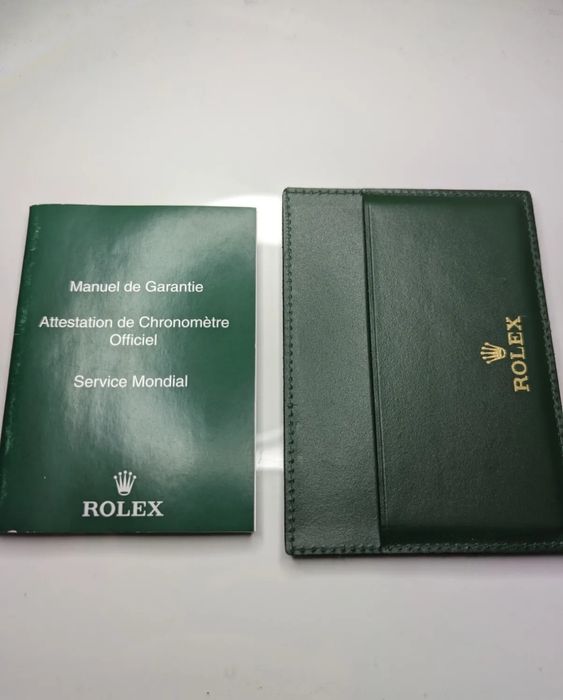 Manuel de Garantie
Attestation de Chronomètre
Officiel
Service Mondial
ROLEX
ROLEX